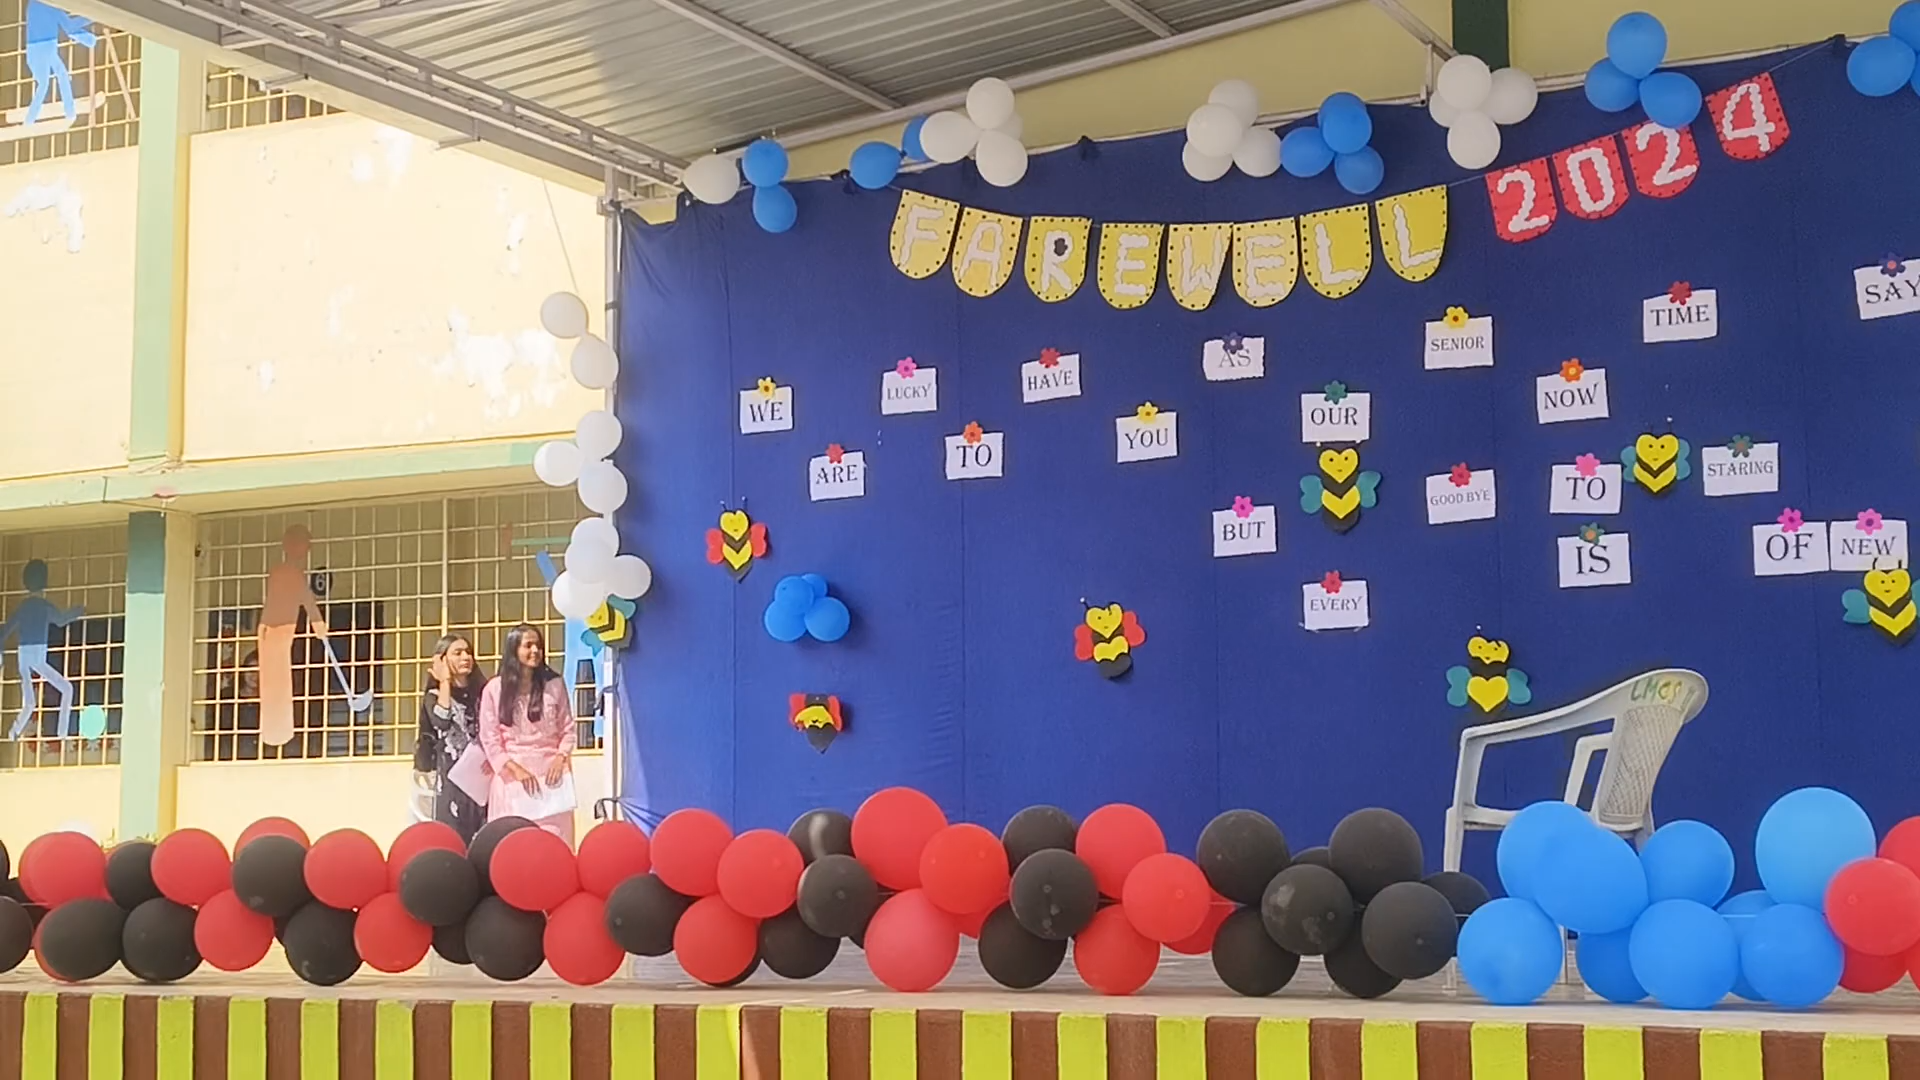 FAREWELL 2024
WE ARE LUCKY TO HAVE YOU AS OUR SENIOR
BUT NOW TIME TO SAY GOOD BYE
EVERY
IS
STARING OF NEW
LMCS
6